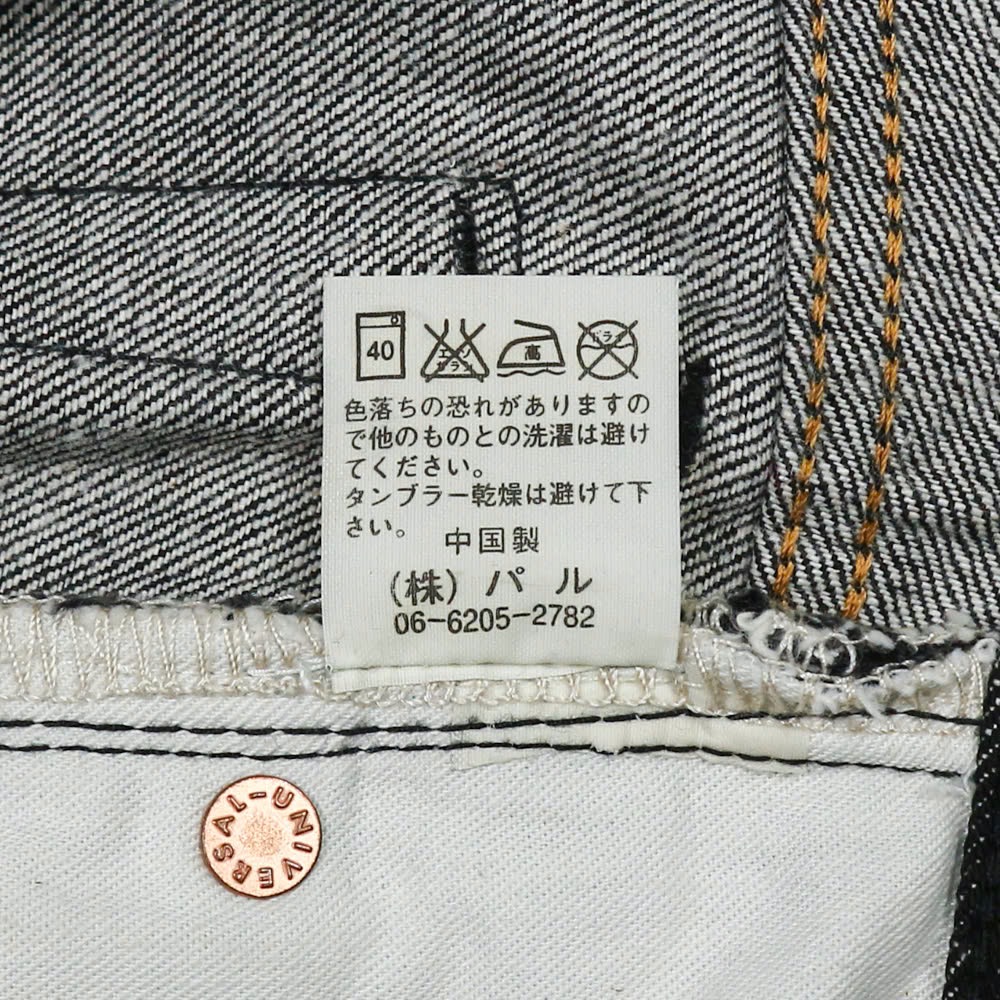 40
エンソ
サラシ
高
ドライ
色落ちの恐れがありますの
で他のものとの洗濯は避け
てください。
タンブラー乾燥は避けて下
さい。
中国製
(株) パル
06-6205-2782
UNIVERSAL